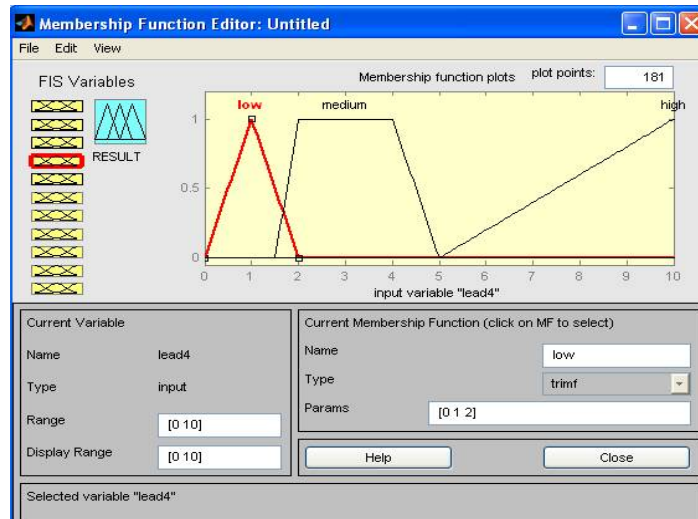 Membership Function Editor: Untitled
File Edit View
FIS Variables
Membership function plots plot points: 181
RESULT
low medium high
1
0.5
0
0 1 2 3 4 5 6 7 8 9 10
input variable "lead4"
Current Variable
Name lead4
Type input
Range [0 10]
Display Range [0 10]
Current Membership Function (click on MF to select)
Name low
Type trimf
Params [0 1 2]
Help Close
Selected variable "lead4"